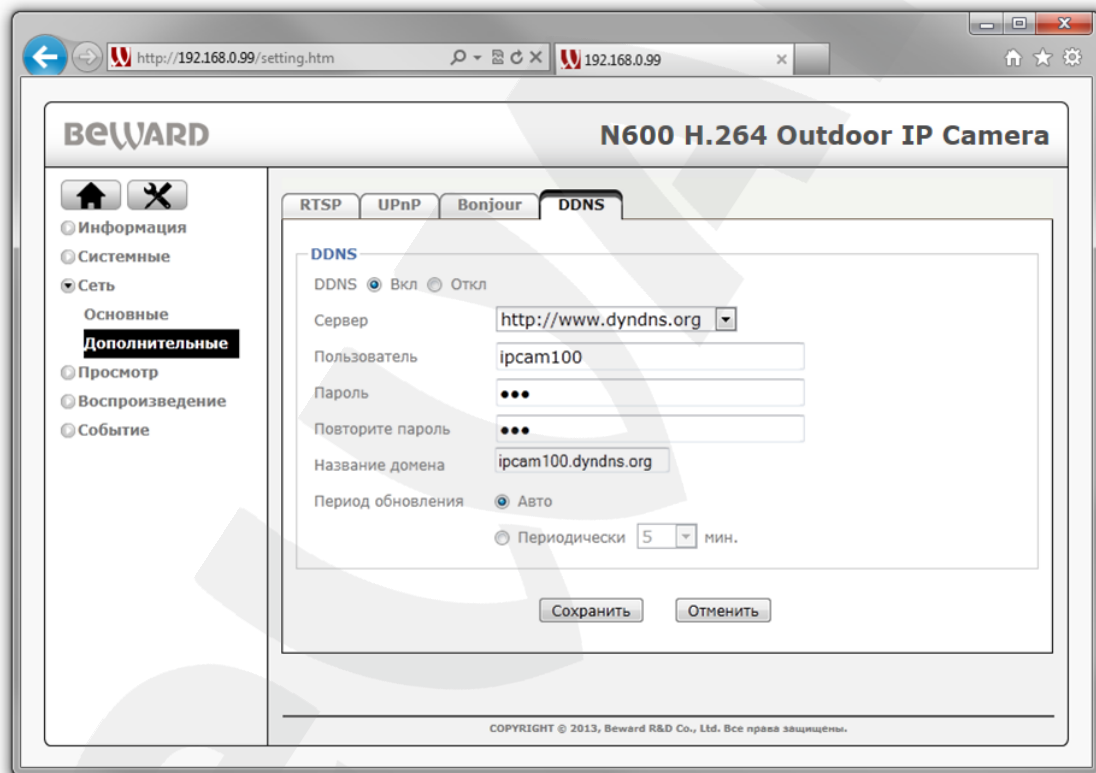 http://192.168.0.99/setting.htm
192.168.0.99
BEWARD
N600 H.264 Outdoor IP Camera
Информация
Системные
Сеть
Основные
Дополнительные
Просмотр
Воспроизведение
Событие
RTSP UPnP Bonjour DDNS
DDNS
DDNS Вкл Откл
Сервер http://www.dyndns.org
Пользователь ipcam100
Пароль •••
Повторите пароль •••
Название домена ipcam100.dyndns.org
Период обновления Авто
Периодически 5 мин.
Сохранить Отменить
COPYRIGHT © 2013, Beward R&D Co., Ltd. Все права защищены.